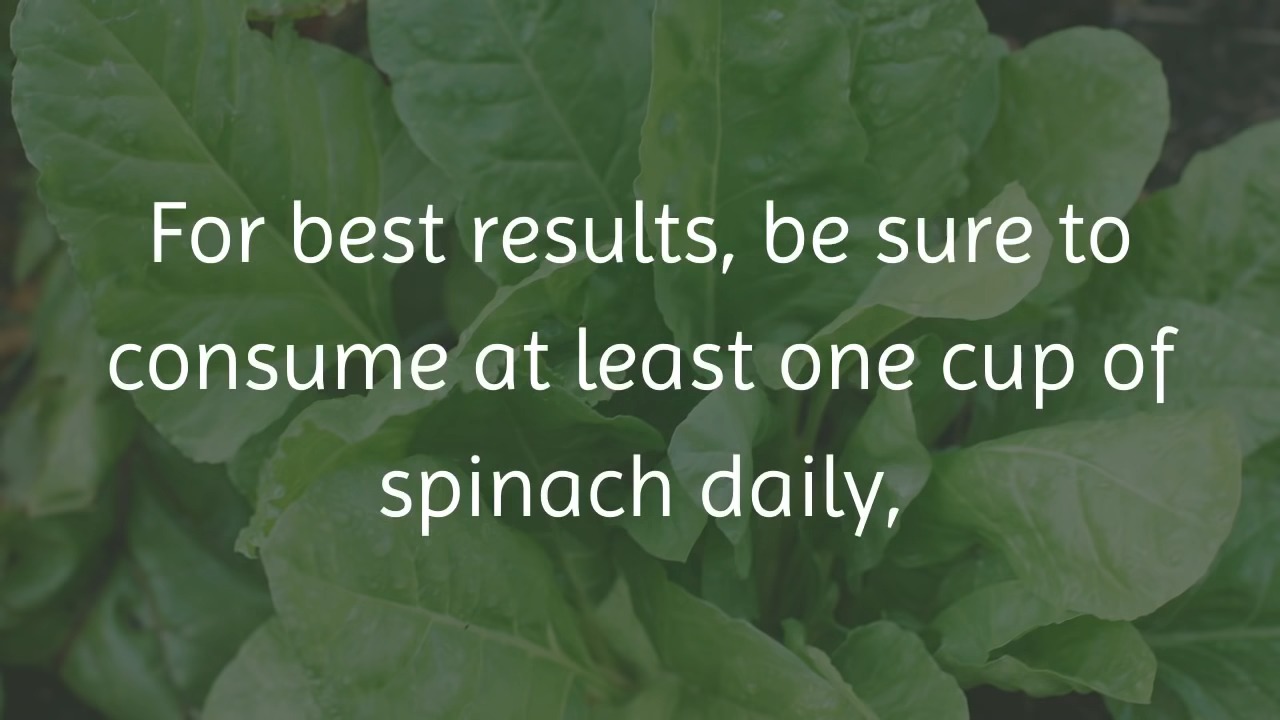 For best results, be sure to
consume at least one cup of
spinach daily,